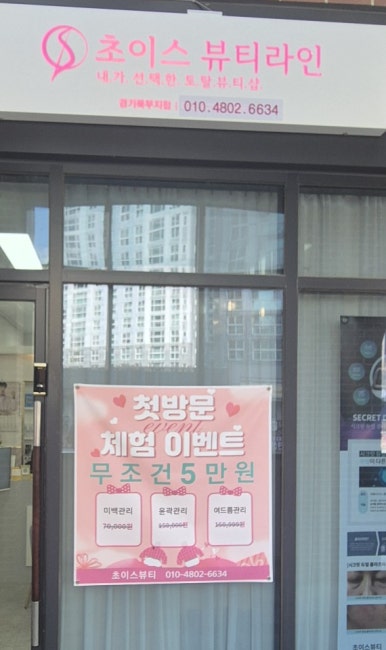 초이스 뷰티라인
내.가.선.택.한.토.탈.뷰.티.샵.
경기북부지점 010.4802.6634
첫방문
event
체험 이벤트
무조건 5만원
미백관리 윤곽관리 여드름관리
70,000원 150,000원 150,000원
초이스뷰티 010-4802-6634
SECRET